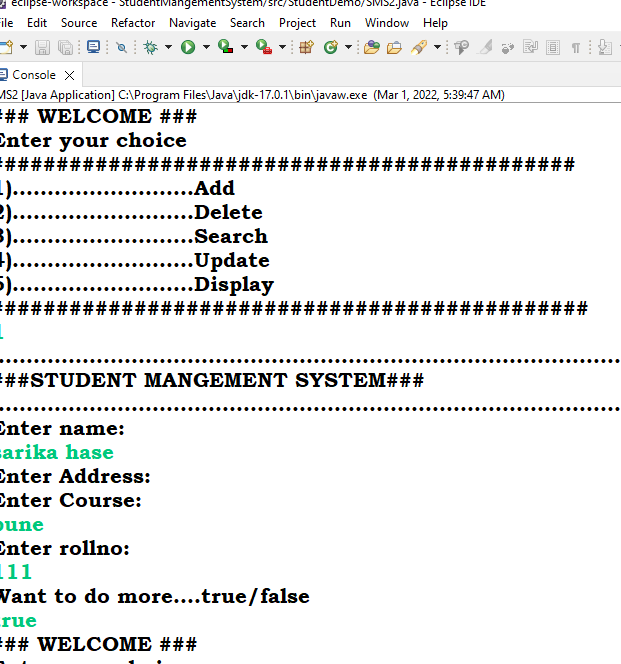 eclipse-workspace - StudentMangementSystem/src/StudentDemo/SMS2.java - Eclipse IDE
Edit Source Refactor Navigate Search Project Run Window Help
Console
MS2 [Java Application] C:\Program Files\Java\jdk-17.0.1\bin\javaw.exe (Mar 1, 2022, 5:39:47 AM)
### WELCOME ###
Enter your choice
###############################################
1)..........................Add
2)..........................Delete
3)..........................Search
4)..........................Update
5)..........................Display
################################################
1
..........................................................................................
###STUDENT MANGEMENT SYSTEM###
..........................................................................................
Enter name:
sarika hase
Enter Address:
Enter Course:
pune
Enter rollno:
111
Want to do more....true/false
true
### WELCOME ###